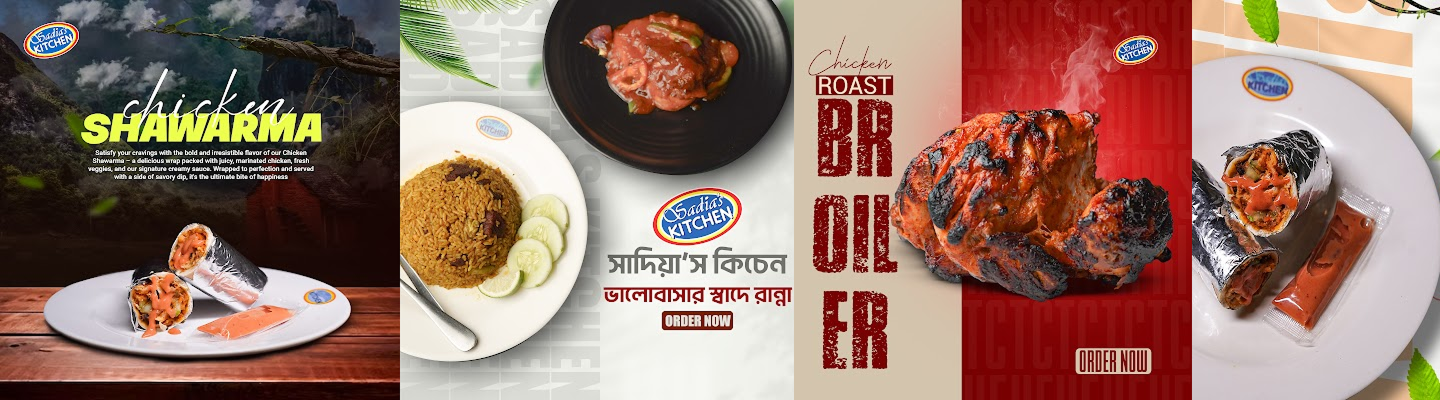 Sadia's
KITCHEN
chicken
SHAWARMA
Satisfy your cravings with the bold and irresistible flavor of our Chicken
Shawarma – a delicious wrap packed with juicy, marinated chicken, fresh
veggies, and our signature creamy sauce. Wrapped to perfection and served
with a side of savory dip, it's the ultimate bite of happiness
Sadia's
KITCHEN
Sadia's
KITCHEN
সাদিয়া'স কিচেন
ভালোবাসার স্বাদে রান্না
ORDER NOW
Chicken
ROAST
BR
OIL
ER
Sadia's
KITCHEN
ORDER NOW
Sadia's
KITCHEN